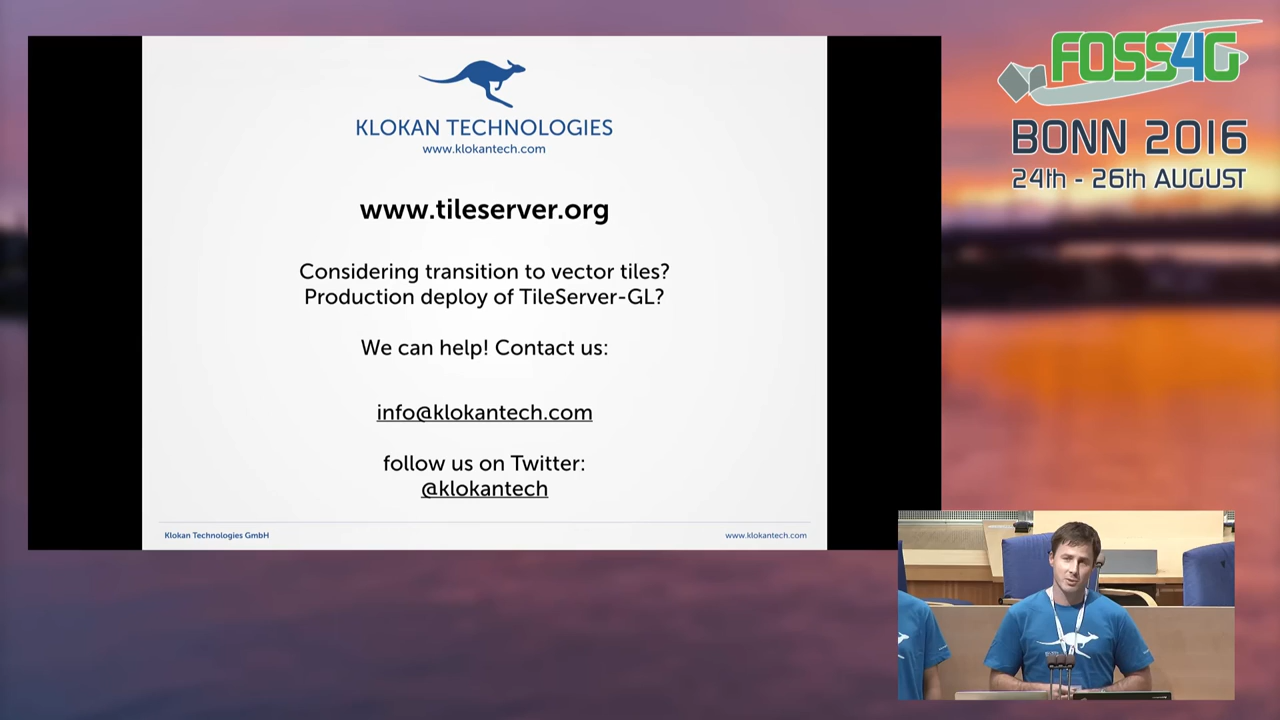 KLOKAN TECHNOLOGIES
www.klokantech.com
www.tileserver.org
Considering transition to vector tiles?
Production deploy of TileServer-GL?
We can help! Contact us:
info@klokantech.com
follow us on Twitter:
@klokantech
Klokan Technologies GmbH
www.klokantech.com
FOSS4G
BONN 2016
24th - 26th AUGUST